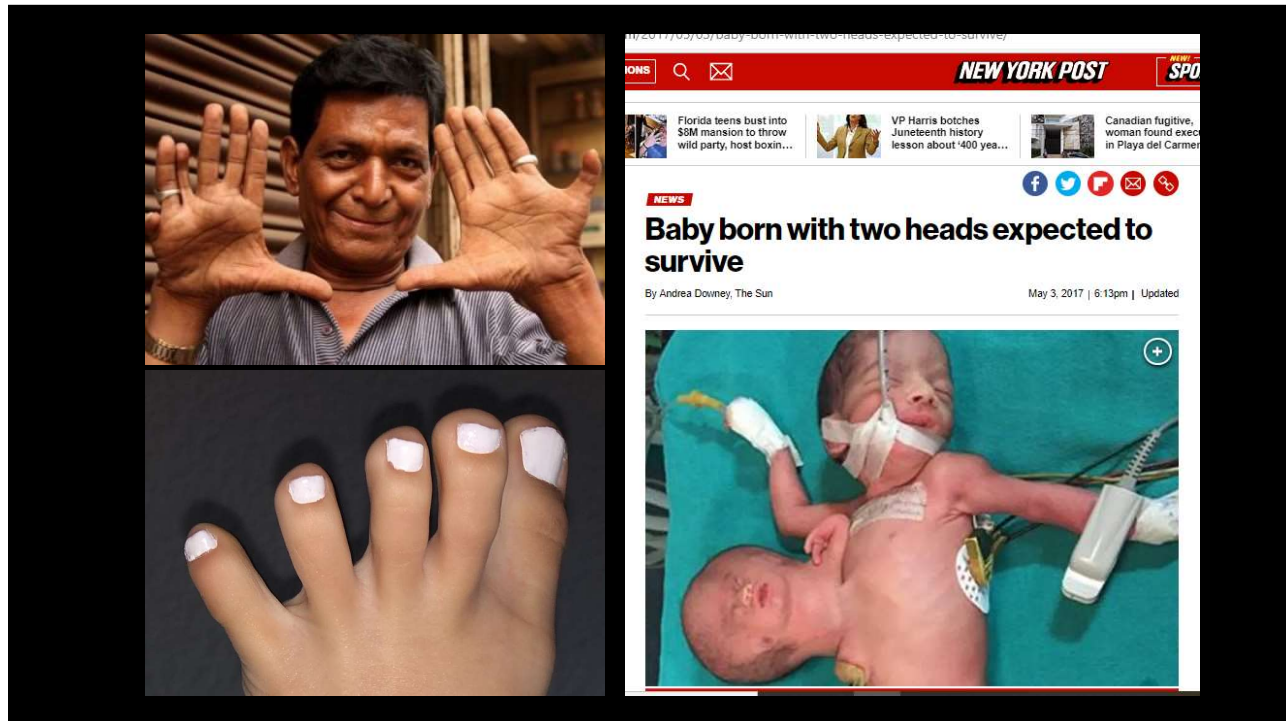 m/2017/05/03/baby-born-with-two-heads-expected-to-survive/
IONS
NEW YORK POST
NEW!
SPO
Florida teens bust into
$8M mansion to throw
wild party, host boxin...
VP Harris botches
Juneteenth history
lesson about ‘400 yea...
Canadian fugitive,
woman found exec
in Playa del Carmer
NEWS
Baby born with two heads expected to
survive
By Andrea Downey, The Sun
May 3, 2017 | 6:13pm | Updated